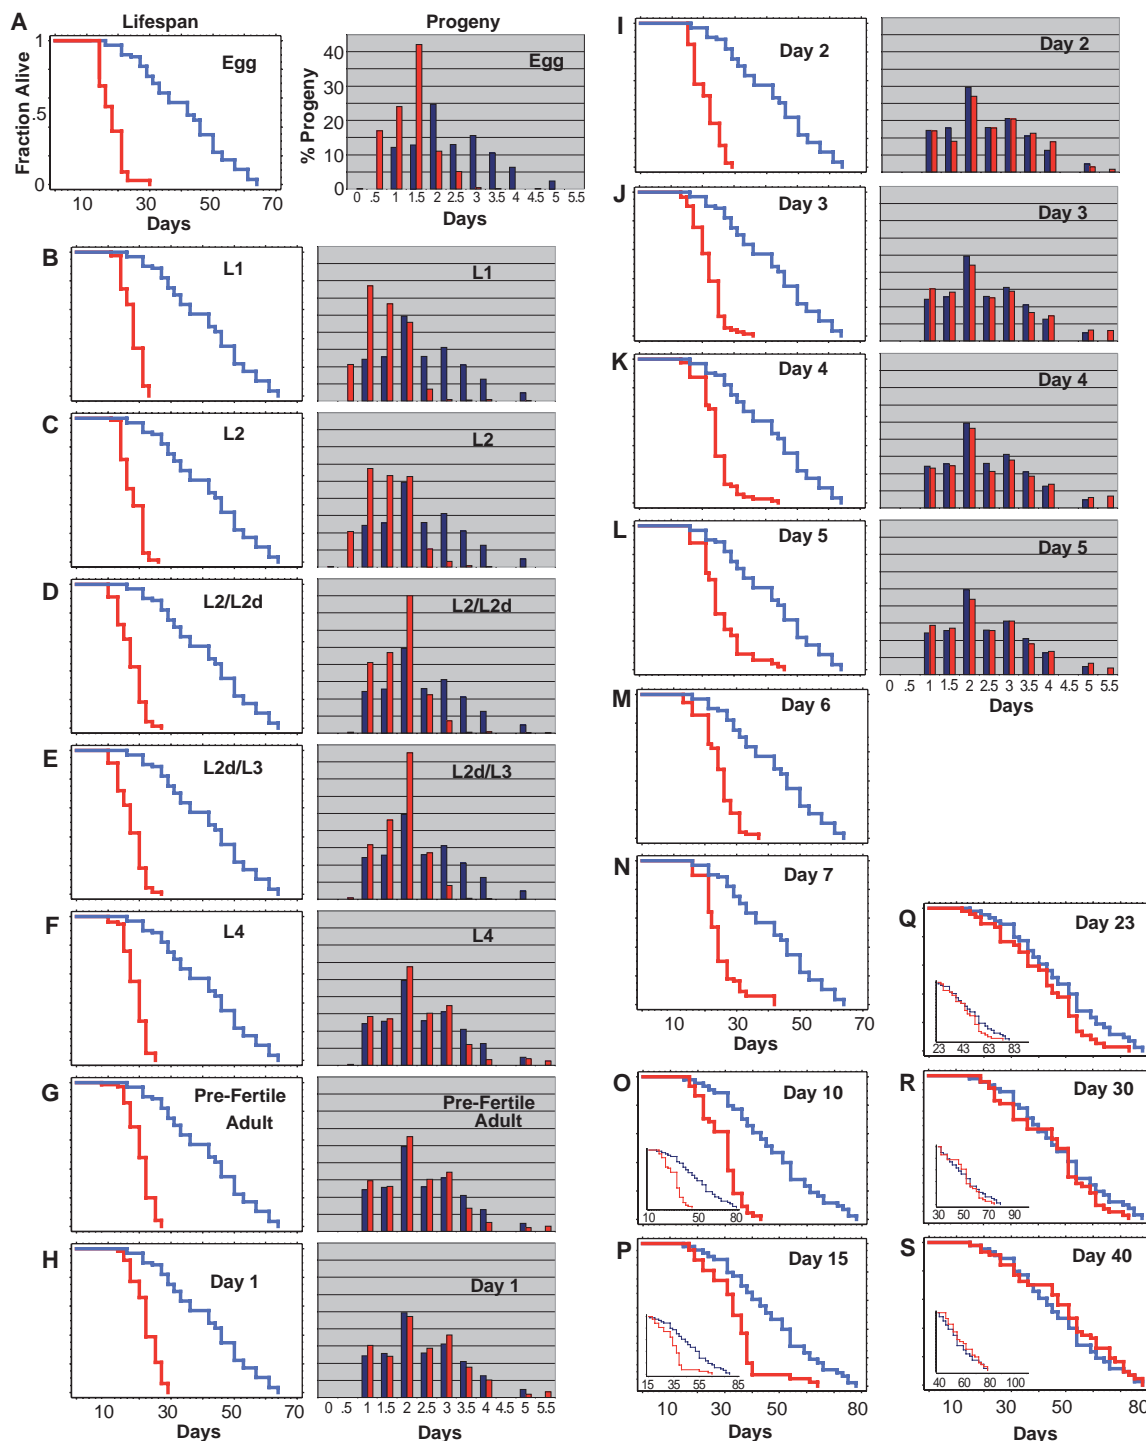 A
Lifespan
Progeny
Fraction Alive
1
.5
0
Egg
10 30 50 70
Days
% Progeny
40
30
20
10
0
Egg
0 .5 1 1.5 2 2.5 3 3.5 4 4.5 5 5.5
Days
B
L1
L1
C
L2
L2
D
L2/L2d
L2/L2d
E
L2d/L3
L2d/L3
F
L4
L4
G
Pre-Fertile
Adult
Pre-Fertile
Adult
H
Day 1
Day 1
10 30 50 70
Days
0 .5 1 1.5 2 2.5 3 3.5 4 4.5 5 5.5
Days
I
Day 2
Day 2
J
Day 3
Day 3
K
Day 4
Day 4
L
Day 5
Day 5
0 .5 1 1.5 2 2.5 3 3.5 4 4.5 5 5.5
Days
M
Day 6
N
Day 7
10 30 50 70
Days
O
Day 10
10 50 80
P
Day 15
15 35 55 85
10 30 50 80
Days
Q
Day 23
23 43 63 83
R
Day 30
30 50 70 90
S
Day 40
40 60 80 100
10 30 50 80
Days